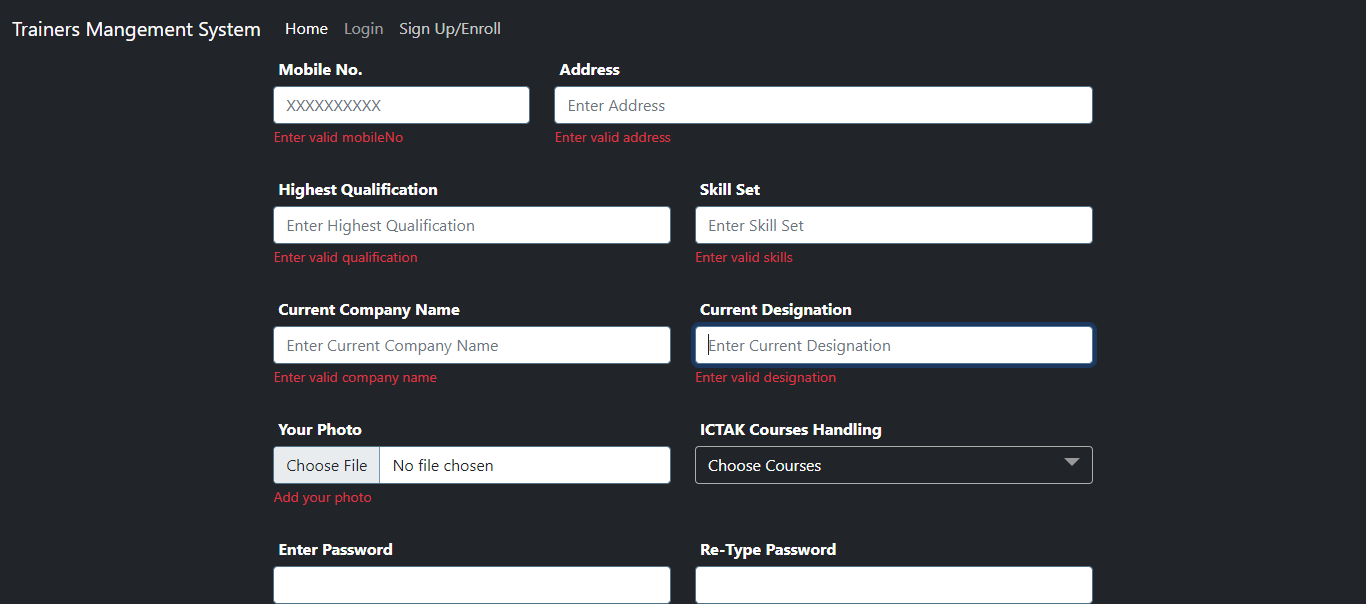 Trainers Mangement System Home Login Sign Up/Enroll
Mobile No. Address
XXXXXXXXXX Enter Address
Enter valid mobileNo Enter valid address
Highest Qualification Skill Set
Enter Highest Qualification Enter Skill Set
Enter valid qualification Enter valid skills
Current Company Name Current Designation
Enter Current Company Name Enter Current Designation
Enter valid company name Enter valid designation
Your Photo ICTAK Courses Handling
Choose File No file chosen Choose Courses
Add your photo
Enter Password Re-Type Password